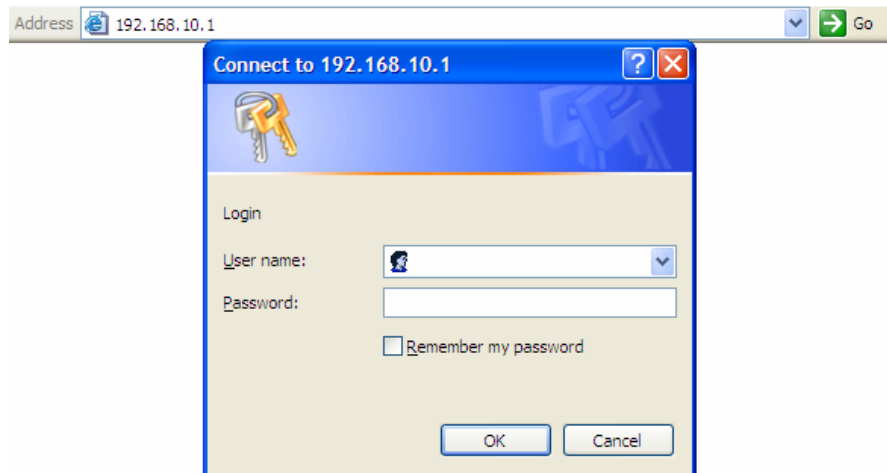 Address 192.168.10.1 Go
Connect to 192.168.10.1
Login
User name:
Password:
Remember my password
OK Cancel